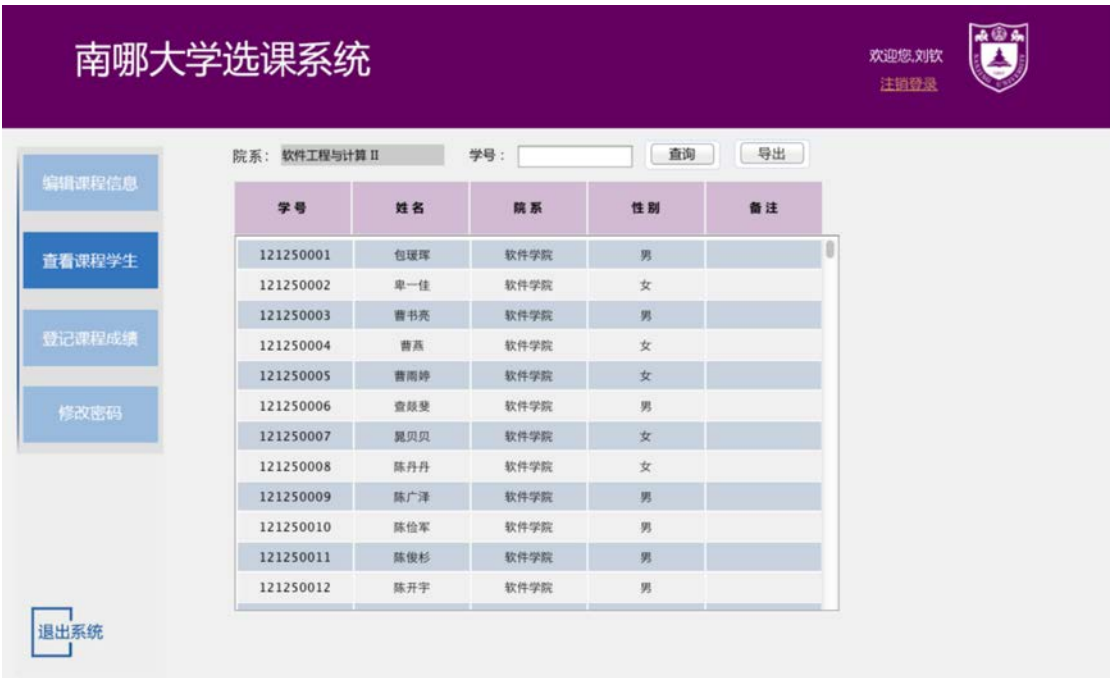 南哪大学选课系统
欢迎您,刘钦
注销登录
编辑课程信息
查看课程学生
登记课程成绩
修改密码
退出系统
院系： 软件工程与计算 II 学号： 查询 导出
学号 姓名 院系 性别 备注
121250001 包瑷珲 软件学院 男
121250002 卑一佳 软件学院 女
121250003 曹书亮 软件学院 男
121250004 曹燕 软件学院 女
121250005 曹雨婷 软件学院 女
121250006 查燚斐 软件学院 男
121250007 晁贝贝 软件学院 女
121250008 陈丹丹 软件学院 女
121250009 陈广泽 软件学院 男
121250010 陈俭军 软件学院 男
121250011 陈俊杉 软件学院 男
121250012 陈开宇 软件学院 男